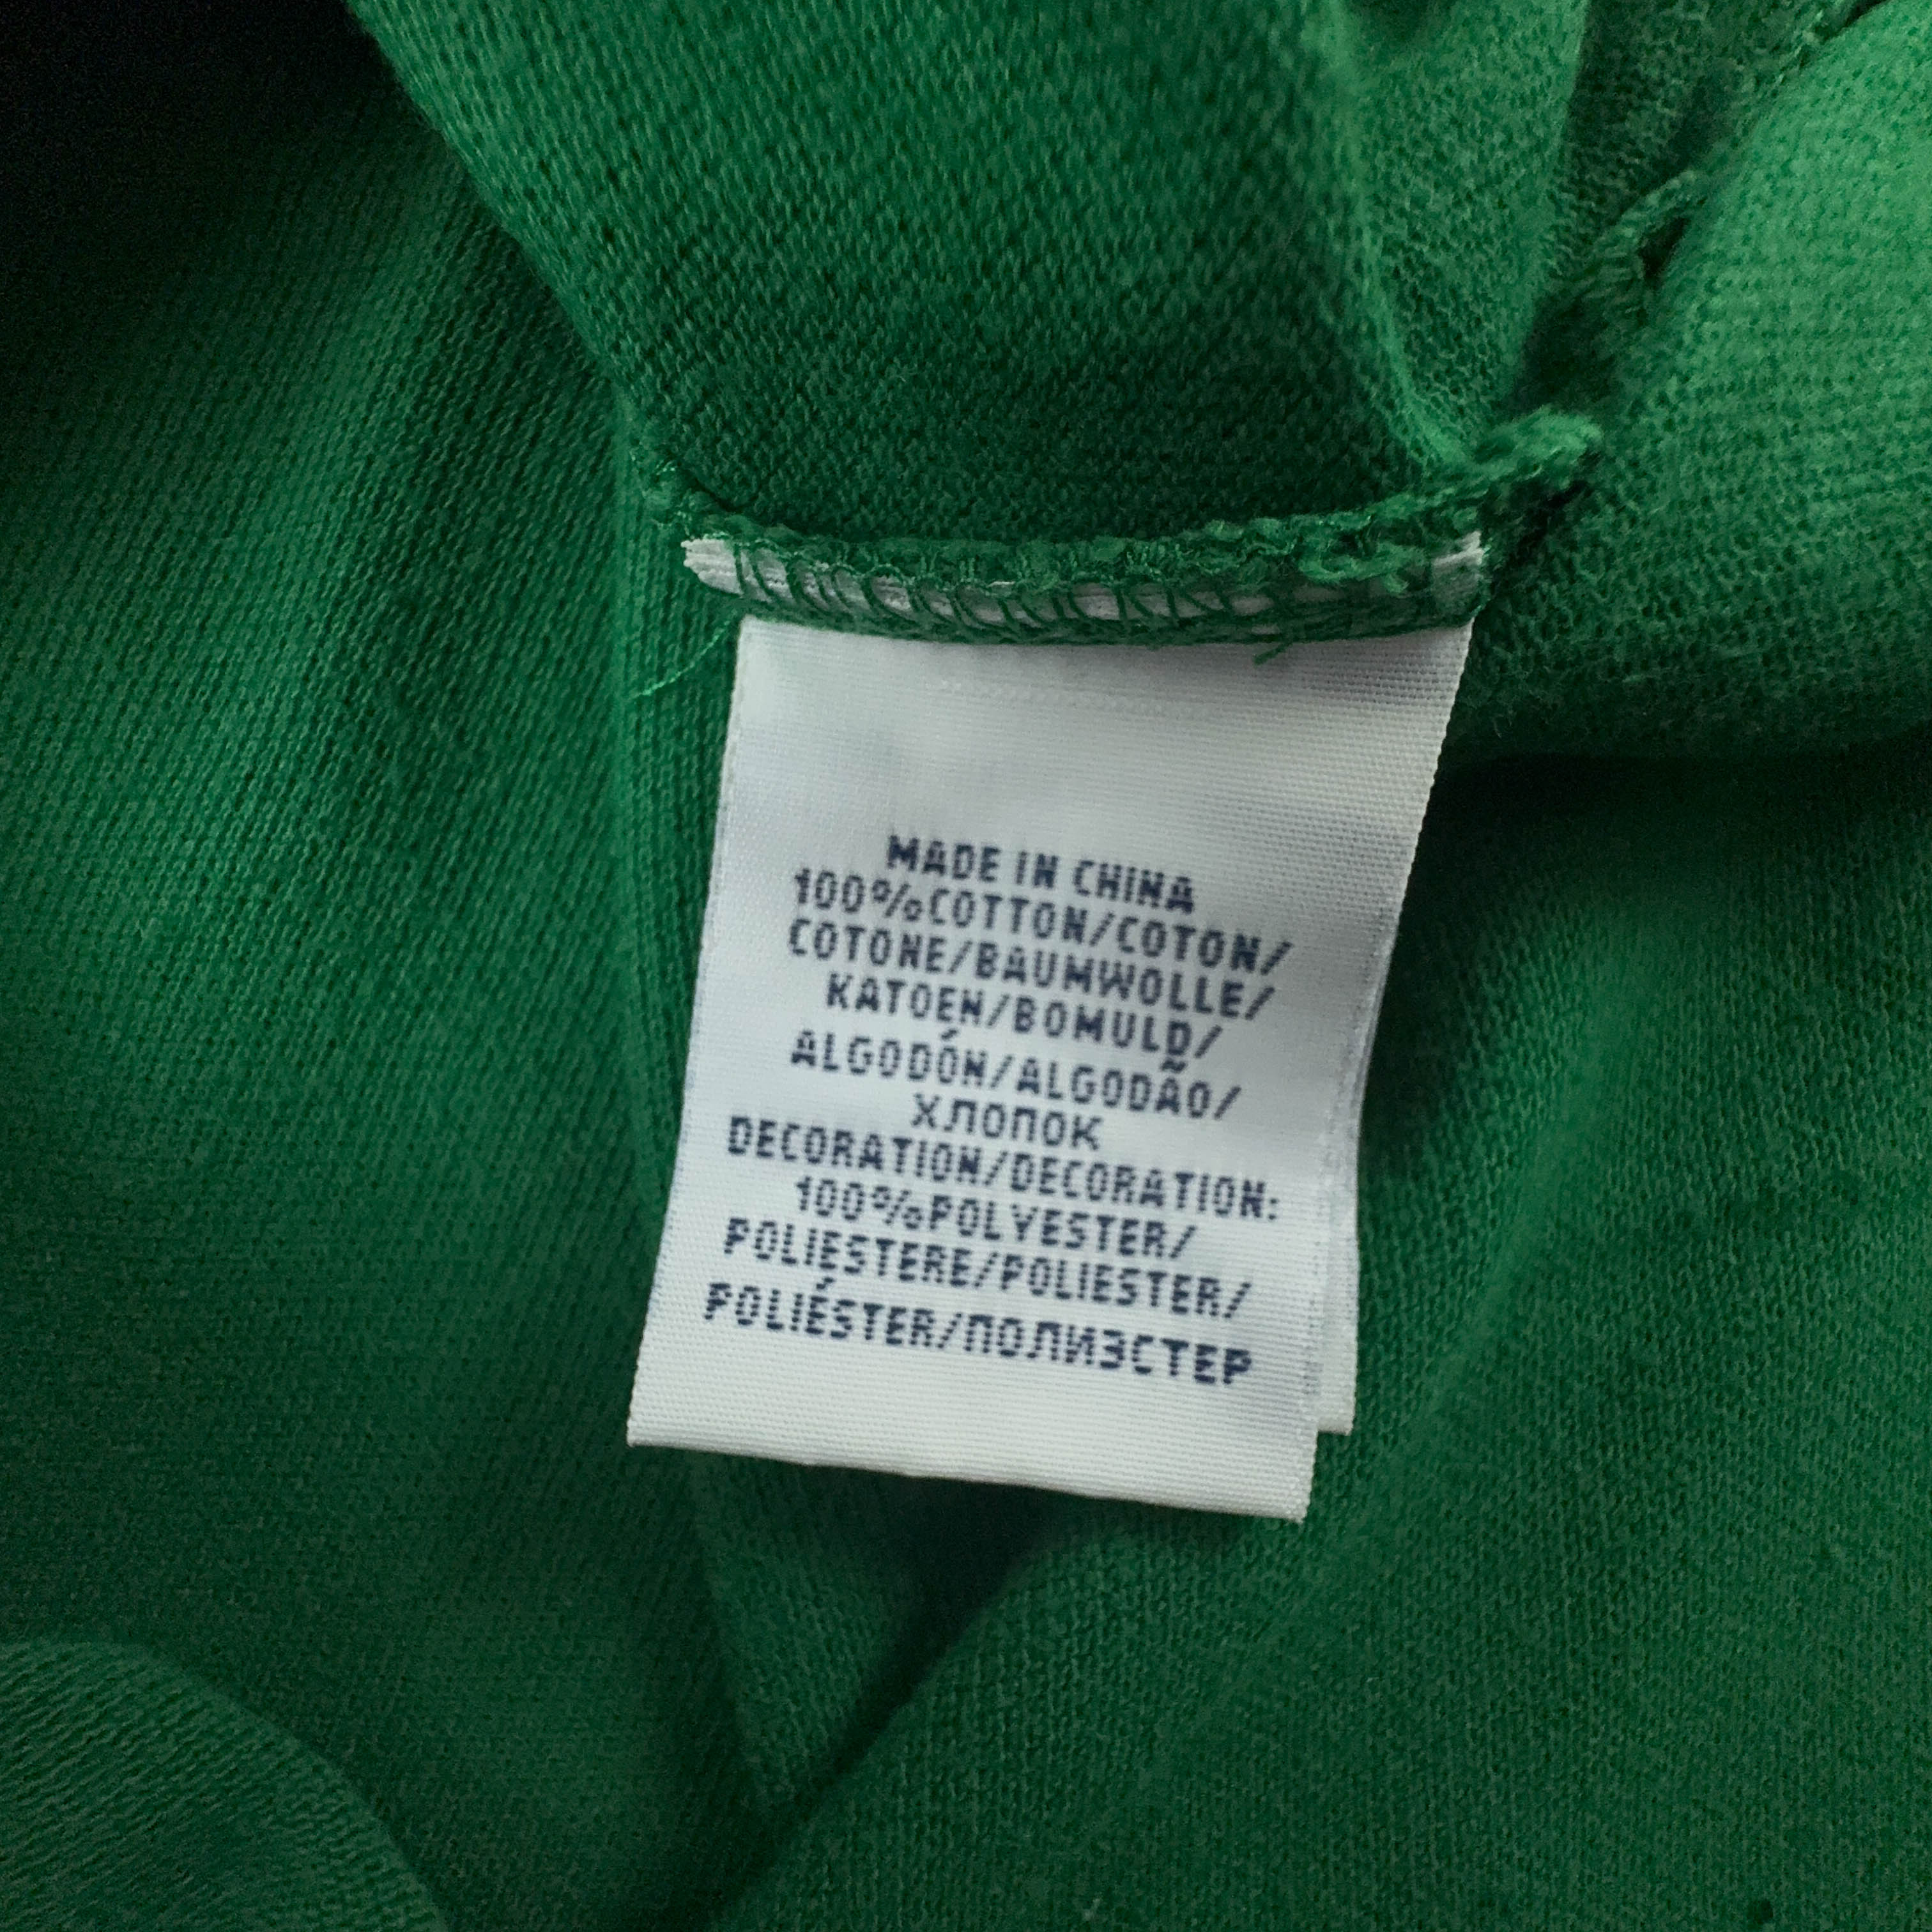 MADE IN CHINA
100%COTTON/COTON/
COTONE/BAUMWOLLE/
KATOEN/BOMULD/
ALGODÓN/ALGODÃO/
ХЛОПОК
DECORATION/DECORATION:
100%POLYESTER/
POLIESTERE/POLIESTER/
POLIÉSTER/ПОЛИЭСТЕР